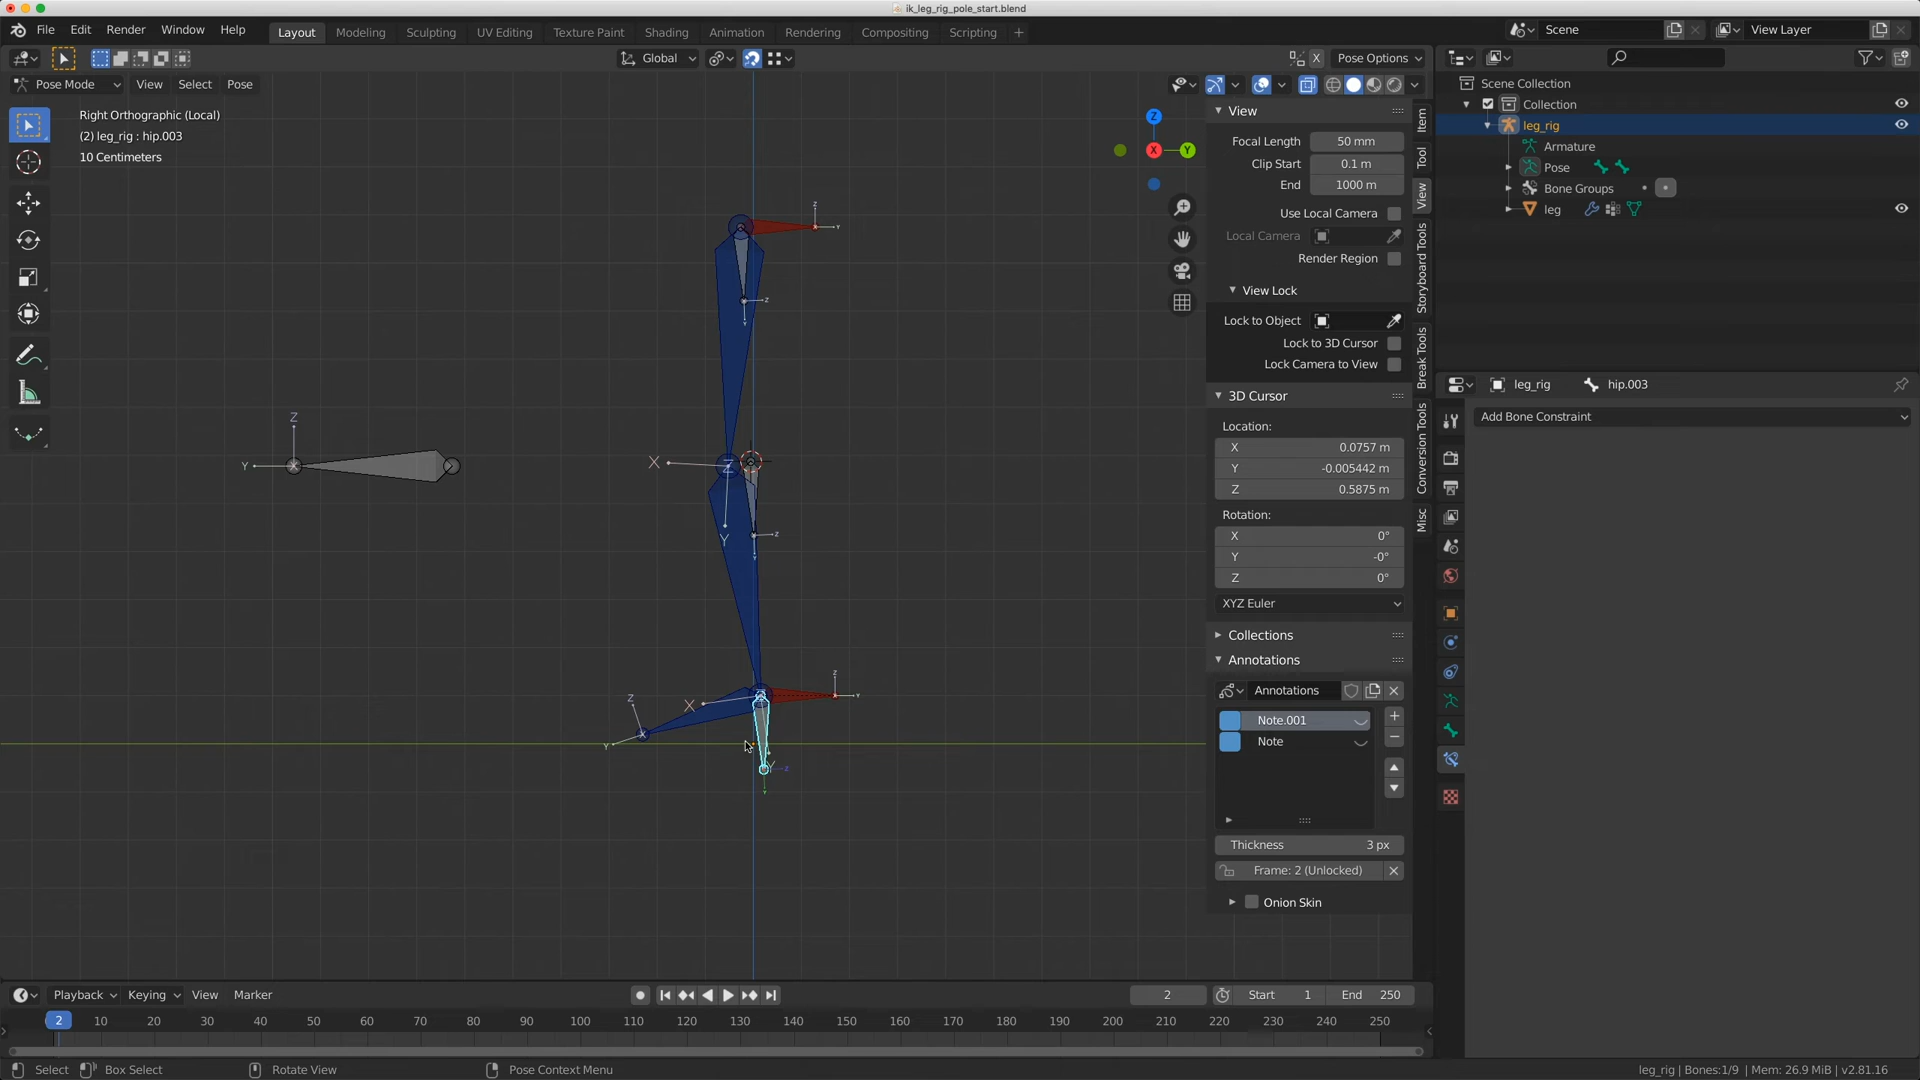 ik_leg_rig_pole_start.blend
File Edit Render Window Help Layout Modeling Sculpting UV Editing Texture Paint Shading Animation Rendering Compositing Scripting + Scene View Layer
Global Pose Options
Pose Mode View Select Pose
Right Orthographic (Local)
(2) leg_rig : hip.003
10 Centimeters
Z
X
Y
Z
Y
Z
Y
Z
Y
X
Z
Y
Z
Y
Z
Y
X
Z
Y
Y
Z
Y
View
Focal Length 50 mm
Clip Start 0.1 m
End 1000 m
Use Local Camera
Local Camera
Render Region
View Lock
Lock to Object
Lock to 3D Cursor
Lock Camera to View
3D Cursor
Location:
X 0.0757 m
Y -0.005442 m
Z 0.5875 m
Rotation:
X 0°
Y -0°
Z 0°
XYZ Euler
Collections
Annotations
Annotations
Note.001
Note
Thickness 3 px
Frame: 2 (Unlocked)
Onion Skin
Item
Tool
View
Storyboard Tools
Break Tools
Conversion Tools
Misc
Scene Collection
Collection
leg_rig
Armature
Pose
Bone Groups
leg
leg_rig hip.003
Add Bone Constraint
Playback Keying View Marker 2 Start 1 End 250
2 10 20 30 40 50 60 70 80 90 100 110 120 130 140 150 160 170 180 190 200 210 220 230 240 250
Select Box Select Rotate View Pose Context Menu leg_rig | Bones:1/9 | Mem: 26.9 MiB | v2.81.16